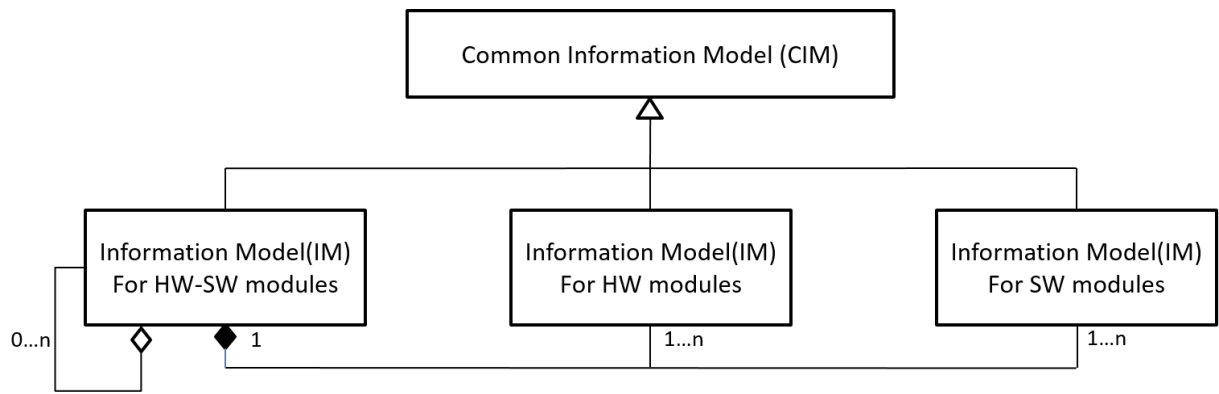 Common Information Model (CIM)
Information Model(IM)
For HW-SW modules
Information Model(IM)
For HW modules
Information Model(IM)
For SW modules
0...n
1
1...n
1...n